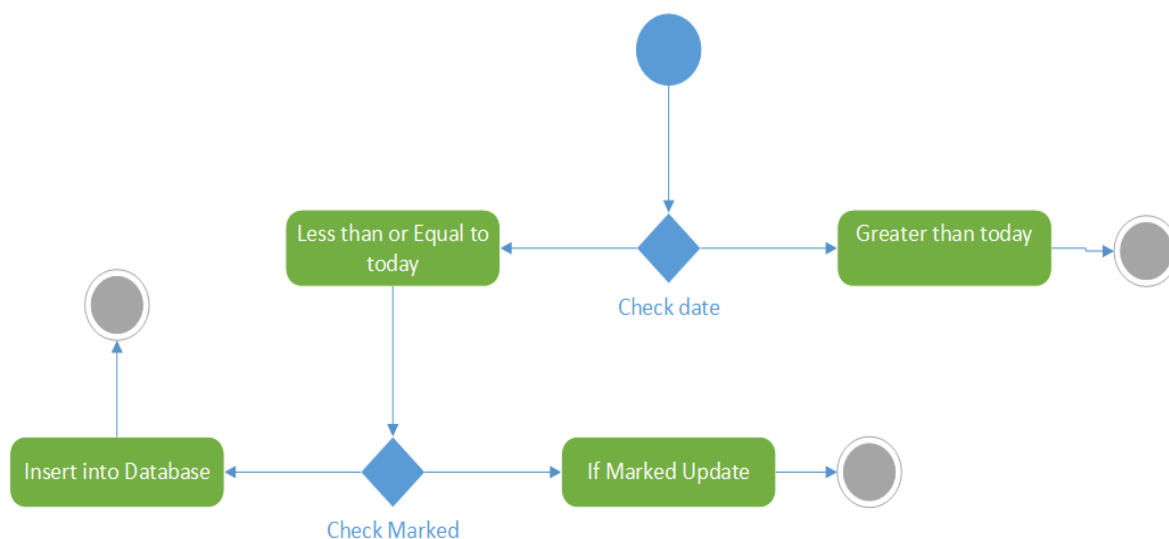 Less than or Equal to
today
Greater than today
Check date
Insert into Database
If Marked Update
Check Marked